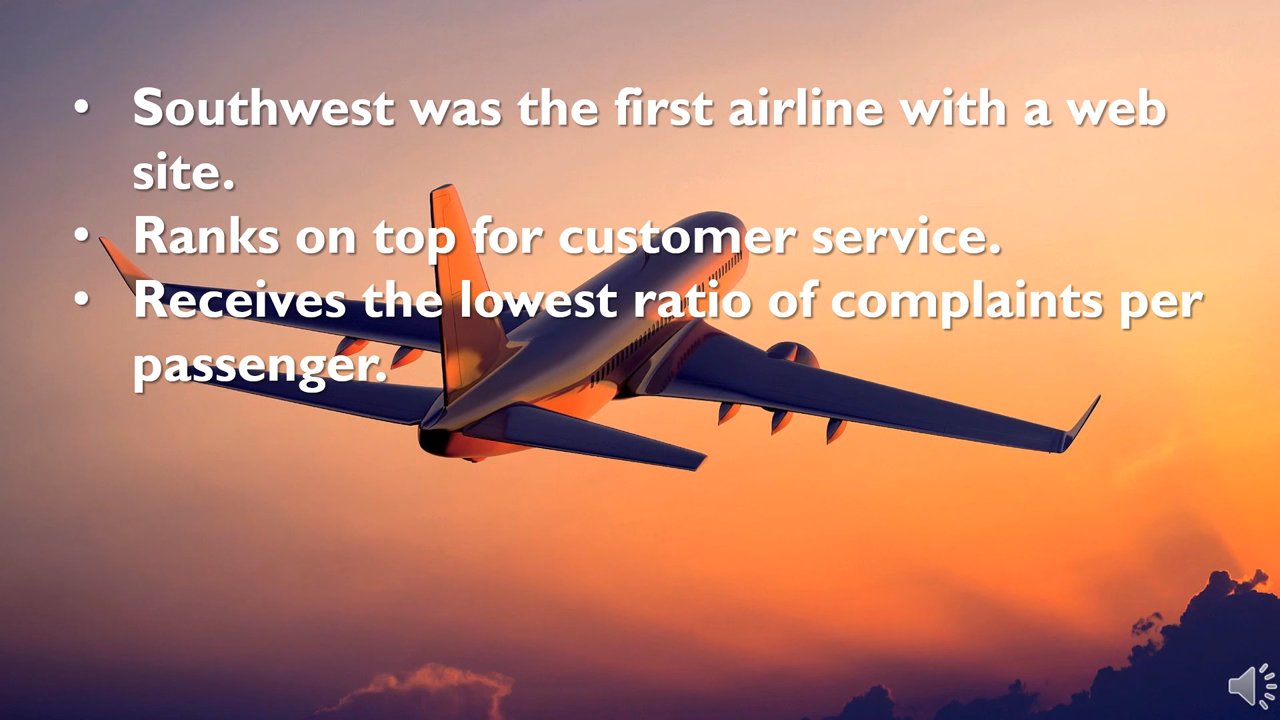 • Southwest was the first airline with a web
site.
• Ranks on top for customer service.
• Receives the lowest ratio of complaints per
passenger.